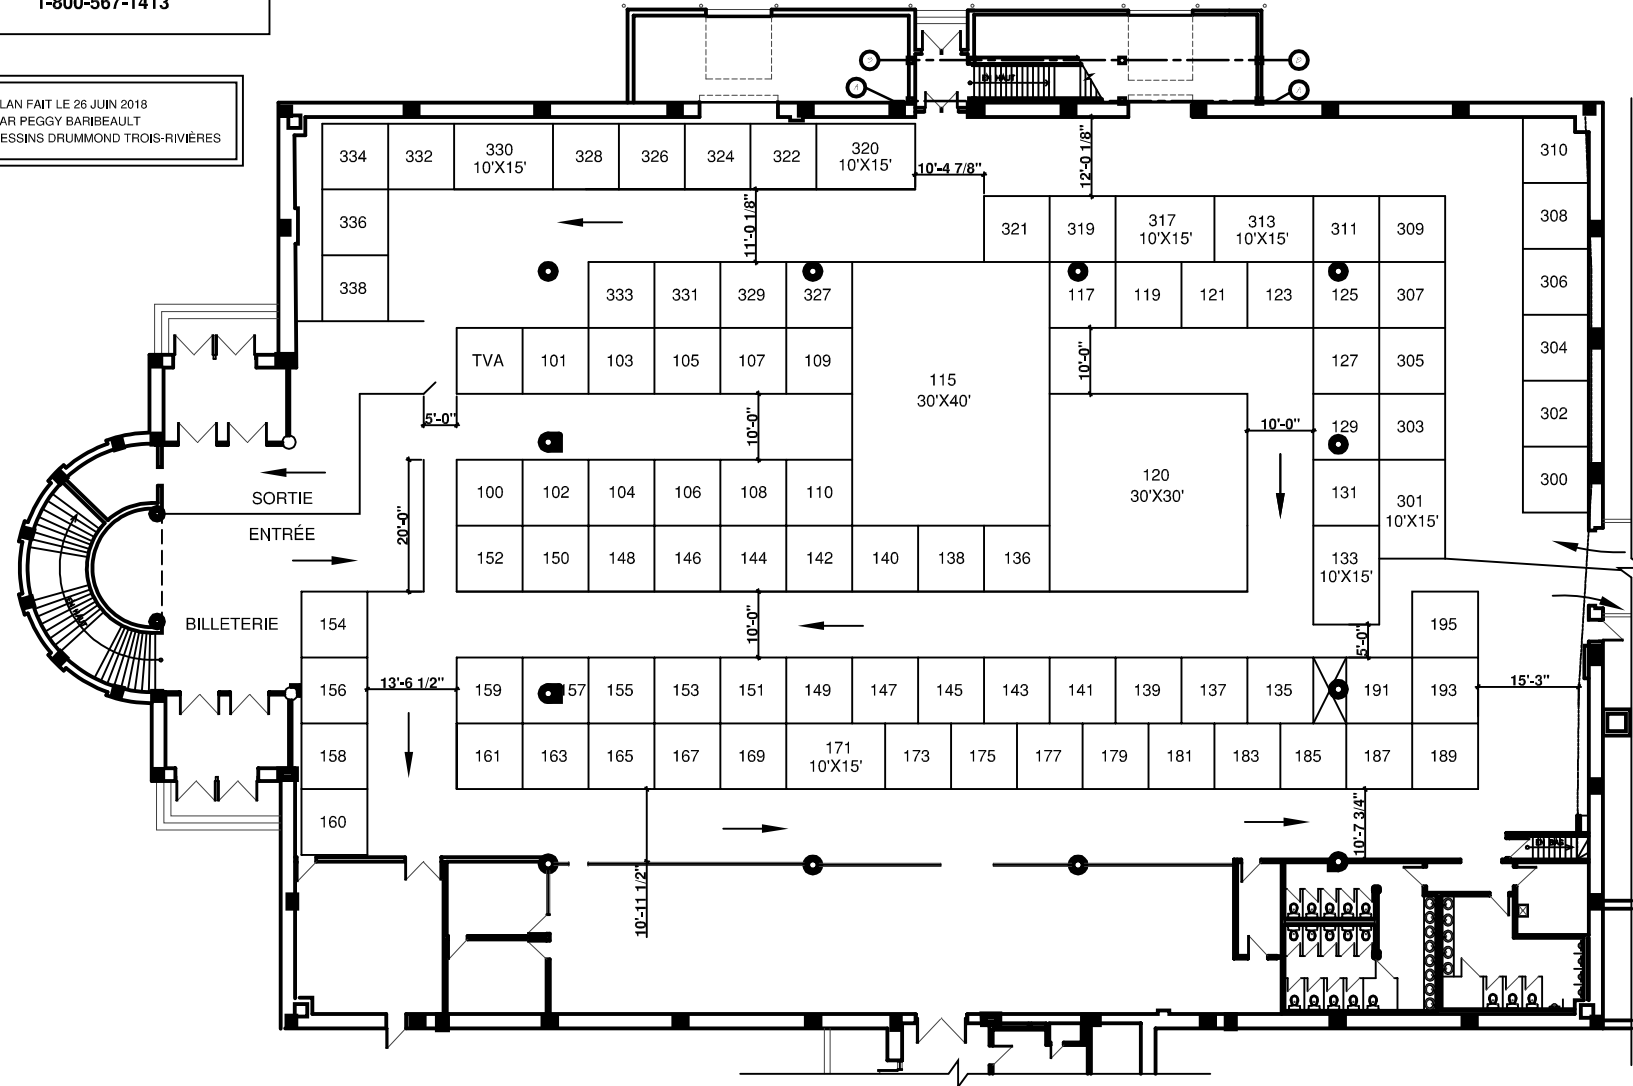 1-800-567-1413
LAN FAIT LE 26 JUIN 2018
AR PEGGY BARIBEAULT
ESSINS DRUMMOND TROIS-RIVIÈRES
EN HAUT
334 332 330 328 326 324 322 320
10'X15' 10'X15'
10'-4 7/8"
12'-0 1/8"
310
336
11'-0 1/8"
308
321 319 317 313 311 309
10'X15' 10'X15'
338
306
333 331 329 327
117 119 121 123 125 307
TVA 101 103 105 107 109
10'-0"
127 305 304
115
30'X40'
5'-0"
10'-0"
10'-0"
129 303 302
SORTIE
ENTRÉE
20'-0"
100 102 104 106 108 110
120
30'X30'
131 301 300
10'X15'
152 150 148 146 144 142 140 138 136
133
10'X15'
EN HAUT
BILLETERIE
154
10'-0"
5'-0"
195
156
13'-6 1/2"
159 157 155 153 151 149 147 145 143 141 139 137 135 191 193
15'-3"
158
161 163 165 167 169 171 173 175 177 179 181 183 185 187 189
10'X15'
160
10'-11 1/2"
10'-7 3/4"
EN BAS